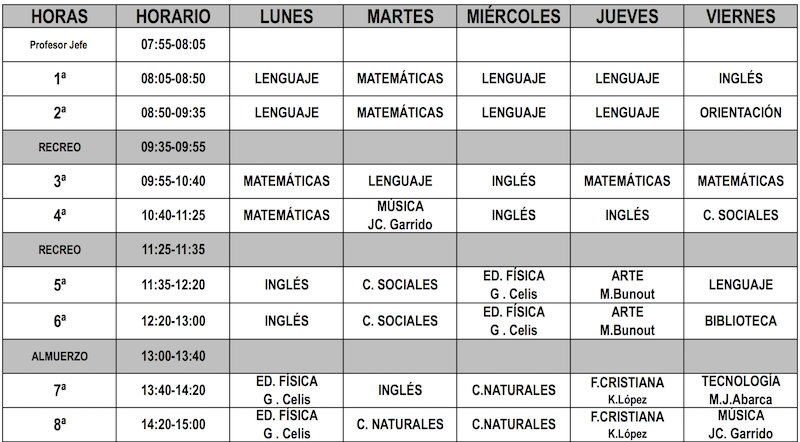 HORAS HORARIO LUNES MARTES MIÉRCOLES JUEVES VIERNES
Profesor Jefe 07:55-08:05
1ª 08:05-08:50 LENGUAJE MATEMÁTICAS LENGUAJE LENGUAJE INGLÉS
2ª 08:50-09:35 LENGUAJE MATEMÁTICAS LENGUAJE LENGUAJE ORIENTACIÓN
RECREO 09:35-09:55
3ª 09:55-10:40 MATEMÁTICAS LENGUAJE INGLÉS MATEMÁTICAS MATEMÁTICAS
4ª 10:40-11:25 MATEMÁTICAS MÚSICA JC. Garrido INGLÉS INGLÉS C. SOCIALES
RECREO 11:25-11:35
5ª 11:35-12:20 INGLÉS C. SOCIALES ED. FÍSICA G . Celis ARTE M.Bunout LENGUAJE
6ª 12:20-13:00 INGLÉS C. SOCIALES ED. FÍSICA G . Celis ARTE M.Bunout BIBLIOTECA
ALMUERZO 13:00-13:40
7ª 13:40-14:20 ED. FÍSICA G . Celis INGLÉS C.NATURALES F.CRISTIANA K.López TECNOLOGÍA M.J.Abarca
8ª 14:20-15:00 ED. FÍSICA G . Celis C. NATURALES C.NATURALES F.CRISTIANA K.López MÚSICA JC. Garrido